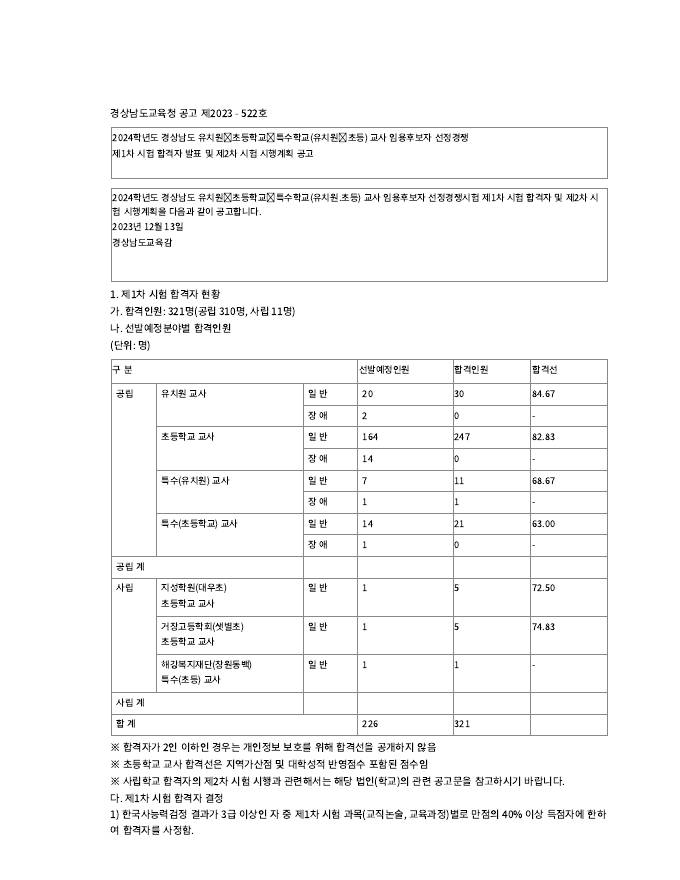 경상남도교육청 공고 제2023 - 522호
2024학년도 경상남도 유치원☒초등학교☒특수학교(유치원☒초등) 교사 임용후보자 선정경쟁
제1차 시험 합격자 발표 및 제2차 시험 시행계획 공고
2024학년도 경상남도 유치원☒초등학교☒특수학교(유치원.초등) 교사 임용후보자 선정경쟁시험 제1차 시험 합격자 및 제2차 시
험 시행계획을 다음과 같이 공고합니다.
2023년 12월 13일
경상남도교육감
1. 제1차 시험 합격자 현황
가. 합격인원: 321명(공립 310명, 사립 11명)
나. 선발예정분야별 합격인원
(단위: 명)
구 분 선발예정인원 합격인원 합격선
공립 유치원 교사 일 반 20 30 84.67
장 애 2 0 -
초등학교 교사 일 반 164 247 82.83
장 애 14 0 -
특수(유치원) 교사 일 반 7 11 68.67
장 애 1 1 -
특수(초등학교) 교사 일 반 14 21 63.00
장 애 1 0 -
공립 계
사립 지성학원(대우초) 일 반 1 5 72.50
초등학교 교사
거창고등학회(샛별초) 일 반 1 5 74.83
초등학교 교사
해강복지재단(창원동백) 일 반 1 1 -
특수(초등) 교사
사립 계
합 계 226 321
※ 합격자가 2인 이하인 경우는 개인정보 보호를 위해 합격선을 공개하지 않음
※ 초등학교 교사 합격선은 지역가산점 및 대학성적 반영점수 포함된 점수임
※ 사립학교 합격자의 제2차 시험 시행과 관련해서는 해당 법인(학교)의 관련 공고문을 참고하시기 바랍니다.
다. 제1차 시험 합격자 결정
1) 한국사능력검정 결과가 3급 이상인 자 중 제1차 시험 과목(교직논술, 교육과정)별로 만점의 40% 이상 득점자에 한하
여 합격자를 사정함.